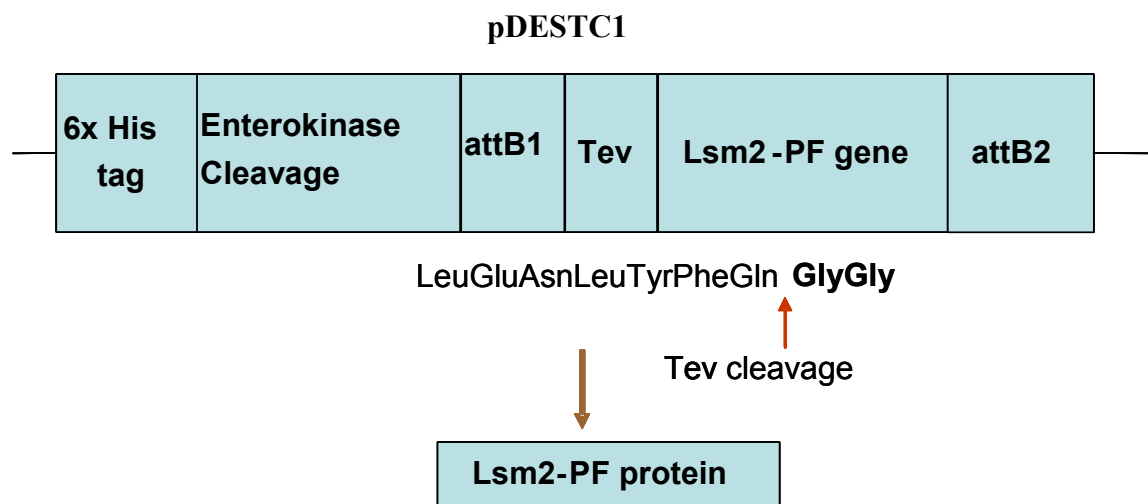 pDESTC1
6x His
tag
Enterokinase
Cleavage
attB1
Tev
Lsm2-PF gene
attB2
LeuGluAsnLeuTyrPheGln GlyGly
Tev cleavage
Lsm2-PF protein